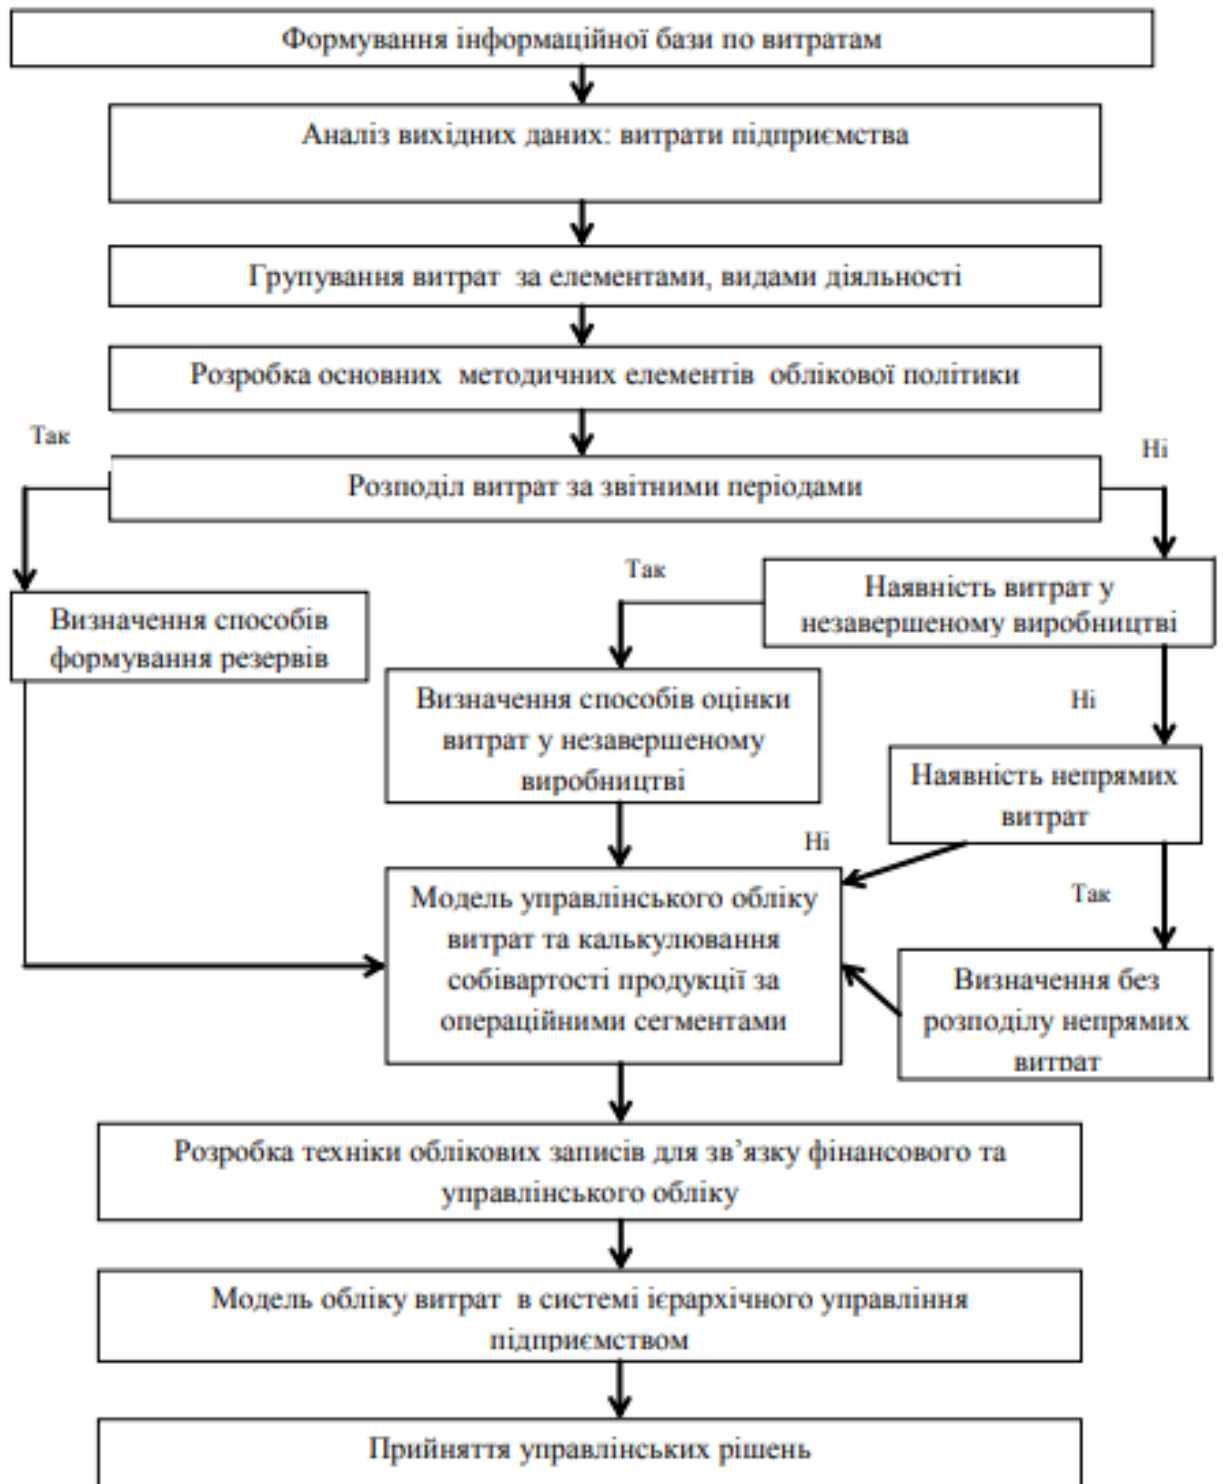 Формування інформаційної бази по витратам
Аналіз вихідних даних: витрати підприємства
Групування витрат за елементами, видами діяльності
Розробка основних методичних елементів облікової політики
Так
Ні
Розподіл витрат за звітними періодами
Так
Наявність витрат у
незавершеному виробництві
Визначення способів
формування резервів
Визначення способів оцінки
витрат у незавершеному
виробництві
Ні
Наявність непрямих
витрат
Ні
Так
Модель управлінського обліку
витрат та калькулювання
собівартості продукції за
операційними сегментами
Визначення без
розподілу непрямих
витрат
Розробка техніки облікових записів для зв’язку фінансового та
управлінського обліку
Модель обліку витрат в системі ієрархічного управління
підприємством
Прийняття управлінських рішень